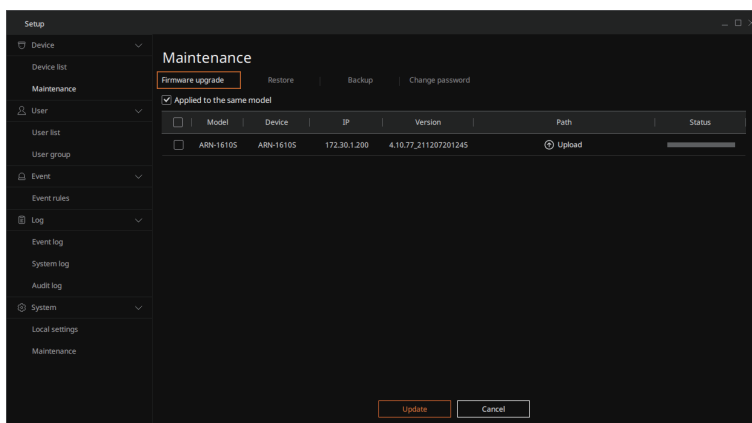 Setup
Device
Device list
Maintenance
User
User list
User group
Event
Event rules
Log
Event log
System log
Audit log
System
Local settings
Maintenance
Maintenance
Firmware upgrade Restore Backup Change password
Applied to the same model
Model Device IP Version Path Status
ARN-1610S ARN-1610S 172.30.1.200 4.10.77_211207201245 Upload
Update Cancel